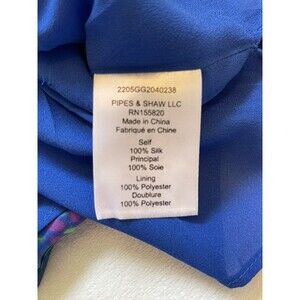 2205GG2040238
PIPES & SHAW LLC
RN155820
Made in China
Fabriqué en Chine
Self
100% Silk
Principal
100% Soie
Lining
100% Polyester
Doublure
100% Polyester